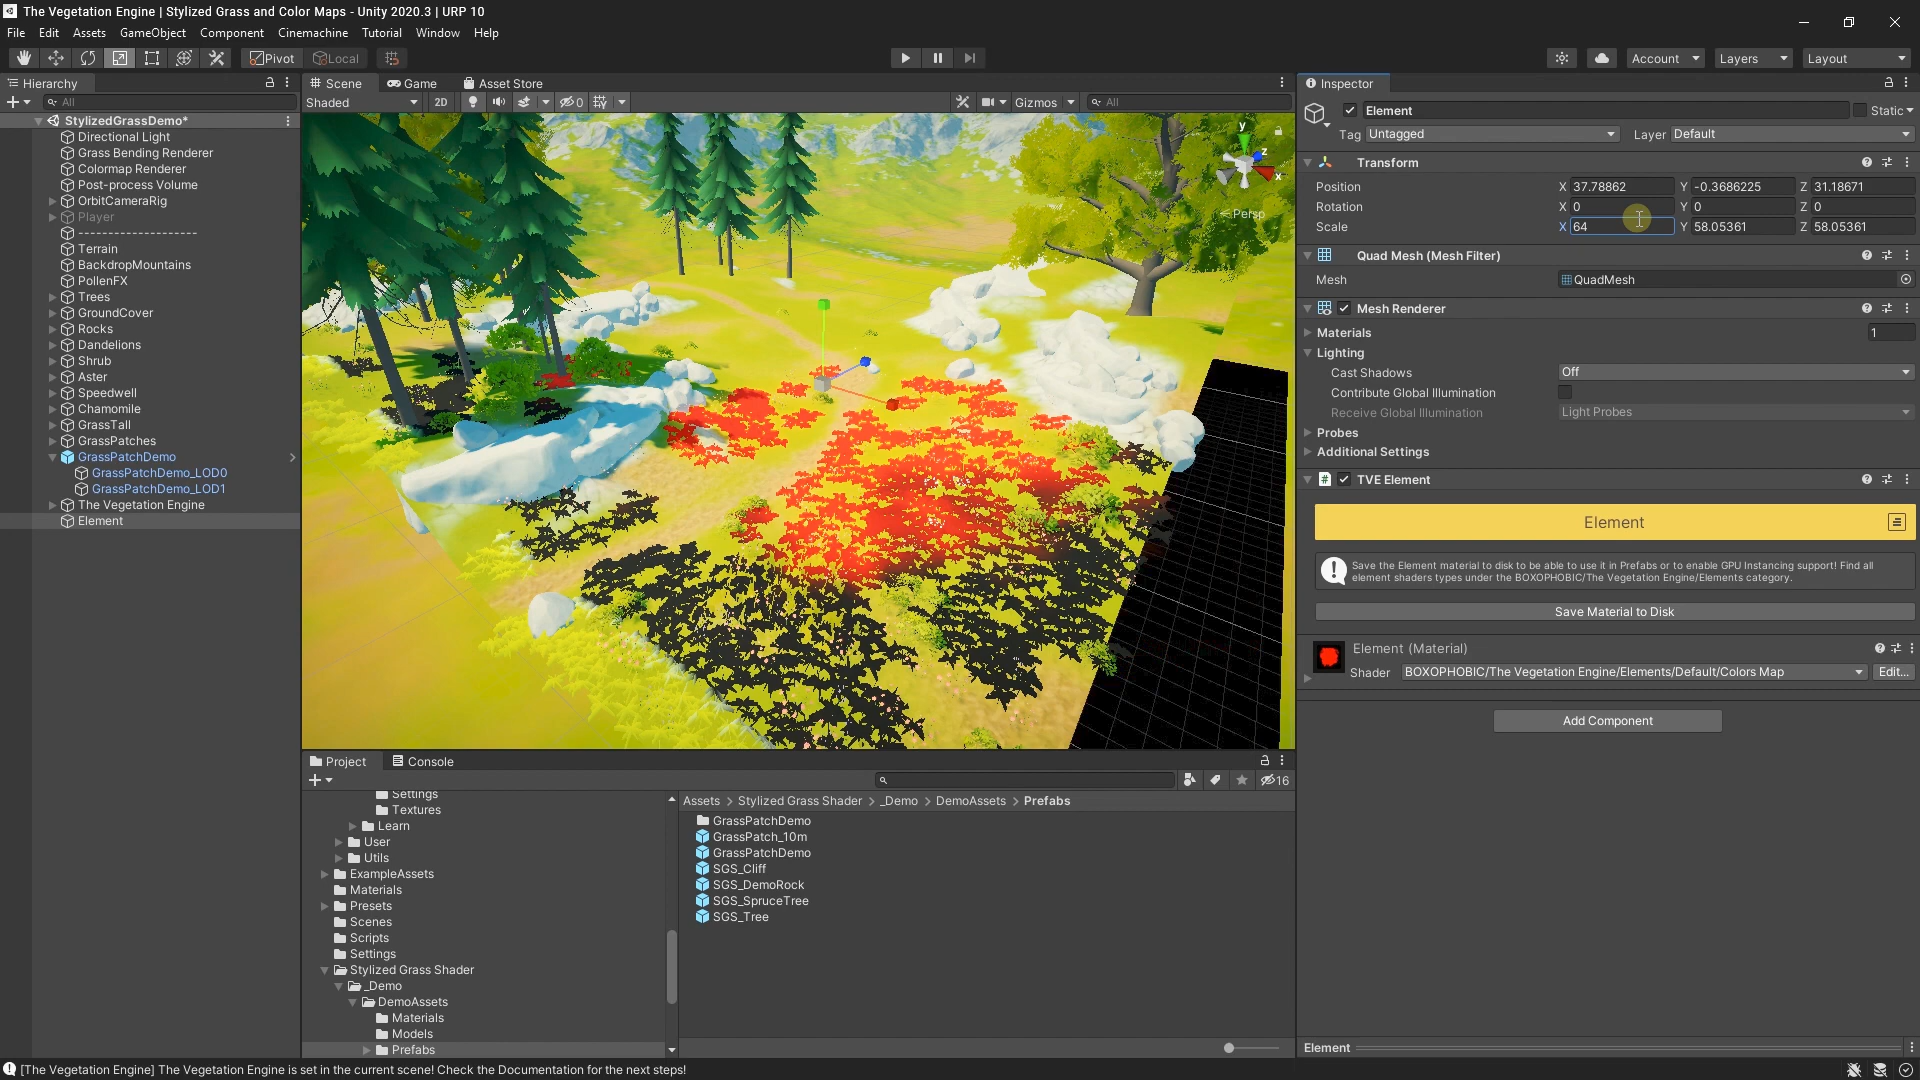 The Vegetation Engine | Stylized Grass and Color Maps - Unity 2020.3 | URP 10
File Edit Assets GameObject Component Cinemachine Tutorial Window Help
Pivot Local Account Layers Layout
Hierarchy
All
StylizedGrassDemo*
Directional Light
Grass Bending Renderer
Colormap Renderer
Post-process Volume
OrbitCameraRig
Player
--------------------
Terrain
BackdropMountains
PollenFX
Trees
GroundCover
Rocks
Dandelions
Shrub
Aster
Speedwell
Chamomile
GrassTall
GrassPatches
GrassPatchDemo
GrassPatchDemo_LOD0
GrassPatchDemo_LOD1
The Vegetation Engine
Element
Scene Game Asset Store
Shaded 2D 0 Gizmos All
y
z
x
Persp
Project Console
16
Settings
Textures
Learn
User
Utils
ExampleAssets
Materials
Presets
Scenes
Scripts
Settings
Stylized Grass Shader
_Demo
DemoAssets
Materials
Models
Prefabs
Assets > Stylized Grass Shader > _Demo > DemoAssets > Prefabs
GrassPatchDemo
GrassPatch_10m
GrassPatchDemo
SGS_Cliff
SGS_DemoRock
SGS_SpruceTree
SGS_Tree
Inspector
Element Static
Tag Untagged Layer Default
Transform
Position X 37.78862 Y -0.3686225 Z 31.18671
Rotation X 0 Y 0 Z 0
Scale X 64 Y 58.05361 Z 58.05361
Quad Mesh (Mesh Filter)
Mesh QuadMesh
Mesh Renderer
Materials 1
Lighting
Cast Shadows Off
Contribute Global Illumination
Receive Global Illumination Light Probes
Probes
Additional Settings
# TVE Element
Element
Save the Element material to disk to be able to use it in Prefabs or to enable GPU Instancing support! Find all
element shaders types under the BOXOPHOBIC/The Vegetation Engine/Elements category.
Save Material to Disk
Element (Material)
Shader BOXOPHOBIC/The Vegetation Engine/Elements/Default/Colors Map Edit...
Add Component
Element
[The Vegetation Engine] The Vegetation Engine is set in the current scene! Check the Documentation for the next steps!